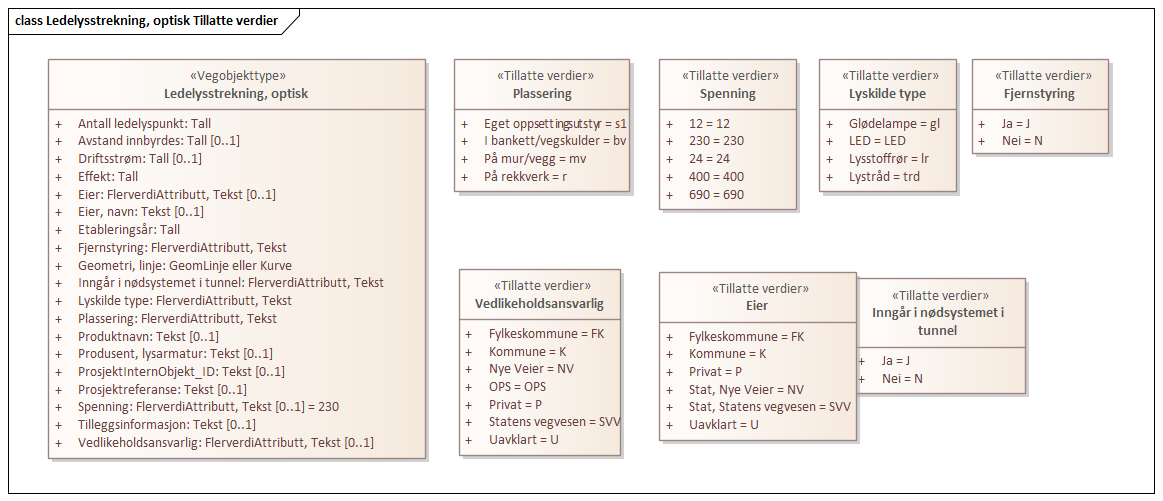 class Ledelysstrekning, optisk Tillatte verdier
«Vegobjekttype»
Ledelysstrekning, optisk
+ Antall ledelyspunkt: Tall
+ Avstand innbyrdes: Tall [0..1]
+ Driftsstrøm: Tall [0..1]
+ Effekt: Tall
+ Eier: FlerverdiAttributt, Tekst [0..1]
+ Eier, navn: Tekst [0..1]
+ Etableringsår: Tall
+ Fjernstyring: FlerverdiAttributt, Tekst
+ Geometri, linje: GeomLinje eller Kurve
+ Inngår i nødsystemet i tunnel: FlerverdiAttributt, Tekst
+ Lyskilde type: FlerverdiAttributt, Tekst
+ Plassering: FlerverdiAttributt, Tekst
+ Produktnavn: Tekst [0..1]
+ Produsent, lysarmatur: Tekst [0..1]
+ ProsjektInternObjekt_ID: Tekst [0..1]
+ Prosjektreferanse: Tekst [0..1]
+ Spenning: FlerverdiAttributt, Tekst [0..1] = 230
+ Tilleggsinformasjon: Tekst [0..1]
+ Vedlikeholdsansvarlig: FlerverdiAttributt, Tekst [0..1]
«Tillatte verdier»
Plassering
+ Eget oppsettingsutstyr = s1
+ I bankett/vegskulder = bv
+ På mur/vegg = mv
+ På rekkverk = r
«Tillatte verdier»
Spenning
+ 12 = 12
+ 230 = 230
+ 24 = 24
+ 400 = 400
+ 690 = 690
«Tillatte verdier»
Lyskilde type
+ Glødelampe = gl
+ LED = LED
+ Lysstoffrør = lr
+ Lystråd = trd
«Tillatte verdier»
Fjernstyring
+ Ja = J
+ Nei = N
«Tillatte verdier»
Vedlikeholdsansvarlig
+ Fylkeskommune = FK
+ Kommune = K
+ Nye Veier = NV
+ OPS = OPS
+ Privat = P
+ Statens vegvesen = SVV
+ Uavklart = U
«Tillatte verdier»
Eier
+ Fylkeskommune = FK
+ Kommune = K
+ Privat = P
+ Stat, Nye Veier = NV
+ Stat, Statens vegvesen = SVV
+ Uavklart = U
«Tillatte verdier»
Inngår i nødsystemet i
tunnel
+ Ja = J
+ Nei = N